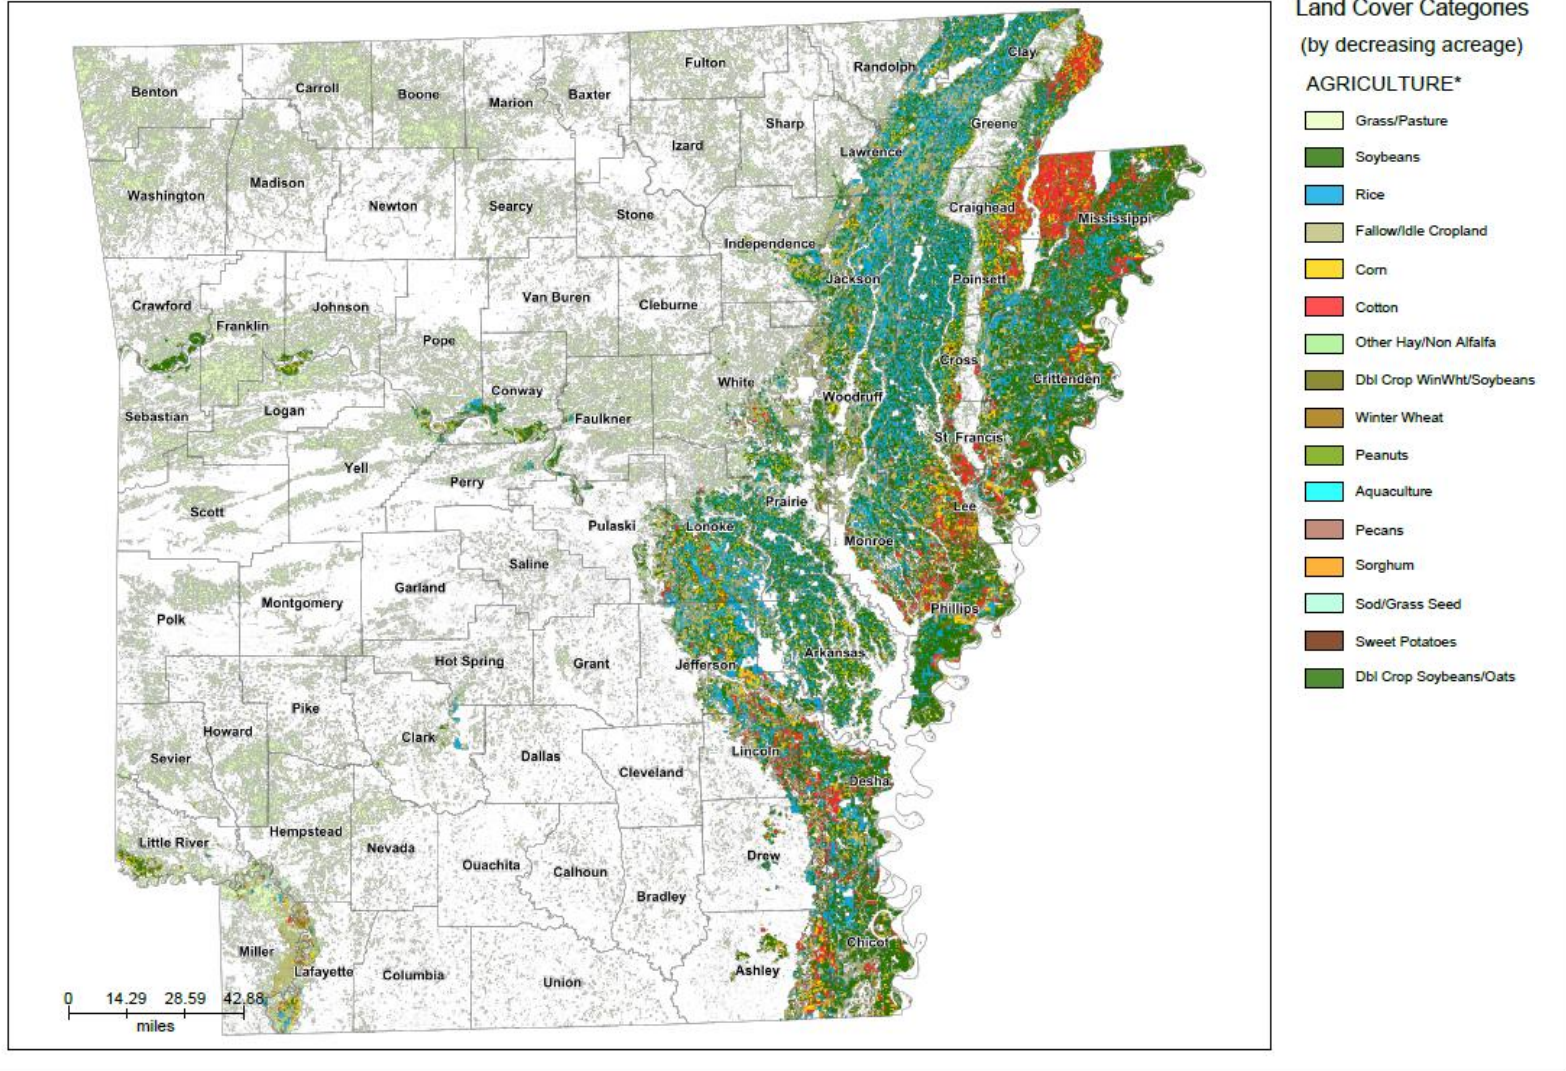 Land Cover Categories
(by decreasing acreage)
AGRICULTURE*
Grass/Pasture
Soybeans
Rice
Fallow/Idle Cropland
Corn
Cotton
Other Hay/Non Alfalfa
Dbl Crop WinWht/Soybeans
Winter Wheat
Peanuts
Aquaculture
Pecans
Sorghum
Sod/Grass Seed
Sweet Potatoes
Dbl Crop Soybeans/Oats
Benton
Carroll
Boone
Marion
Baxter
Fulton
Randolph
Clay
Sharp
Greene
Izard
Lawrence
Washington
Madison
Newton
Searcy
Stone
Craighead
Mississippi
Independence
Jackson
Poinsett
Crawford
Franklin
Johnson
Van Buren
Cleburne
Pope
Cross
Crittenden
White
Woodruff
Sebastian
Logan
Conway
Faulkner
St. Francis
Yell
Perry
Prairie
Lee
Scott
Pulaski
Lonoke
Monroe
Saline
Garland
Montgomery
Polk
Phillips
Hot Spring
Grant
Jefferson
Arkansas
Pike
Howard
Clark
Sevier
Dallas
Cleveland
Lincoln
Desha
Little River
Hempstead
Nevada
Ouachita
Calhoun
Drew
Bradley
Miller
Lafayette
Columbia
Union
Ashley
Chicot
0 14.29 28.59 42.88
miles